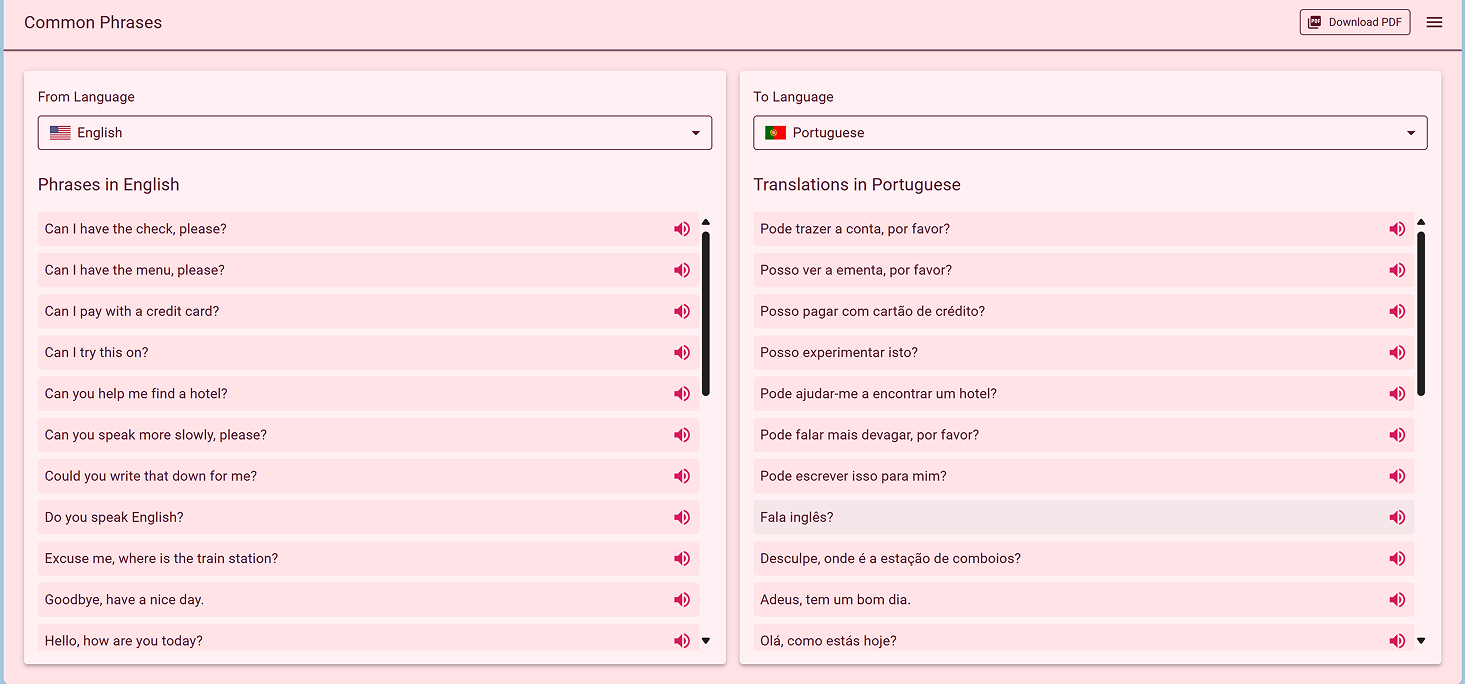 Common Phrases
PDF Download PDF
From Language
English
Phrases in English
Can I have the check, please?
Can I have the menu, please?
Can I pay with a credit card?
Can I try this on?
Can you help me find a hotel?
Can you speak more slowly, please?
Could you write that down for me?
Do you speak English?
Excuse me, where is the train station?
Goodbye, have a nice day.
Hello, how are you today?
To Language
Portuguese
Translations in Portuguese
Pode trazer a conta, por favor?
Posso ver a ementa, por favor?
Posso pagar com cartão de crédito?
Posso experimentar isto?
Pode ajudar-me a encontrar um hotel?
Pode falar mais devagar, por favor?
Pode escrever isso para mim?
Fala inglês?
Desculpe, onde é a estação de comboios?
Adeus, tem um bom dia.
Olá, como estás hoje?